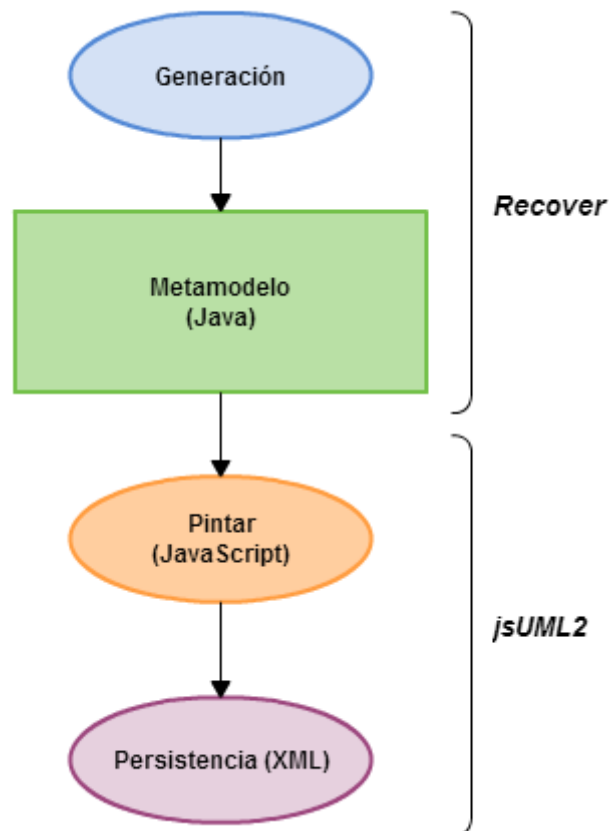 Generación
Recover
Metamodelo
(Java)
Pintar
(JavaScript)
jsUML2
Persistencia (XML)